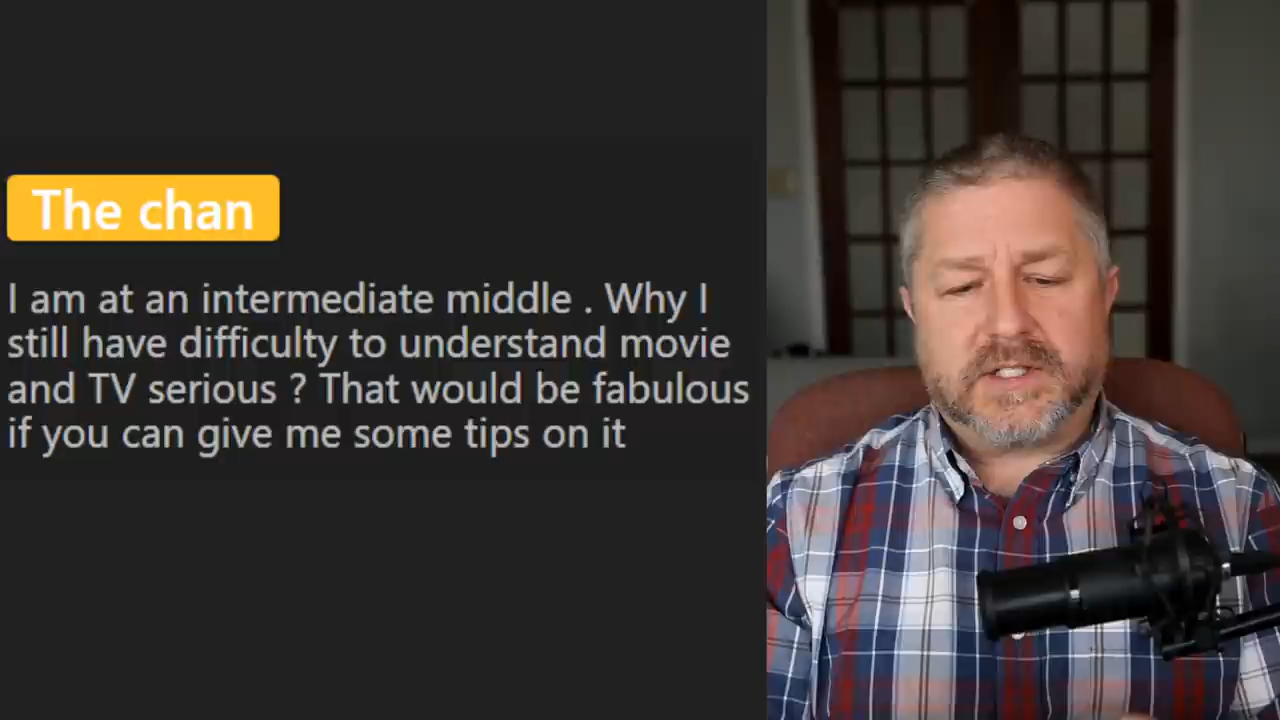 The chan
I am at an intermediate middle . Why I
still have difficulty to understand movie
and TV serious ? That would be fabulous
if you can give me some tips on it